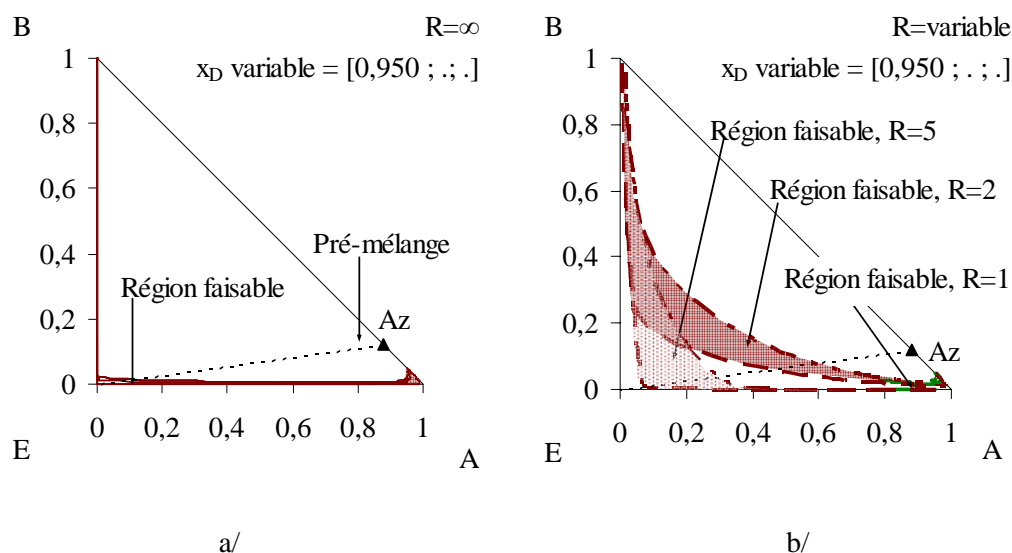 B
R=∞
x_D variable = [0,950 ; .; .]
1
0,8
0,6
0,4
0,2
0
Pré-mélange
Région faisable
Az
0 0,2 0,4 0,6 0,8 1
E
A
a/
B
R=variable
x_D variable = [0,950 ; . ; .]
1
0,8
0,6
0,4
0,2
0
Région faisable, R=5
Région faisable, R=2
Région faisable, R=1
Az
0 0,2 0,4 0,6 0,8 1
E
A
b/